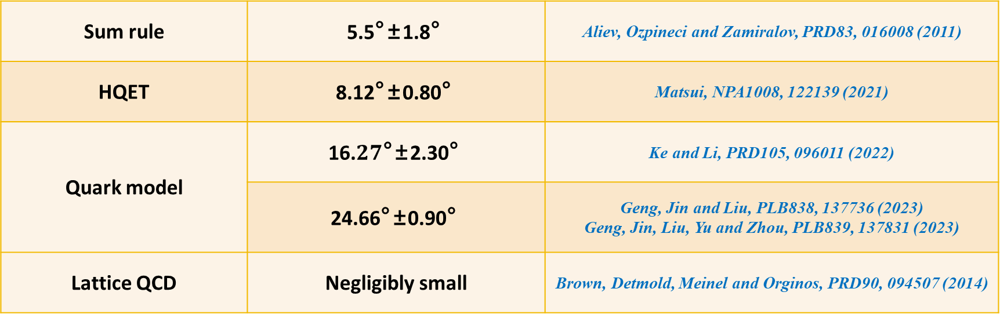 Sum rule 5.5°±1.8° Aliev, Ozpineci and Zamiralov, PRD83, 016008 (2011)
HQET 8.12°±0.80° Matsui, NPA1008, 122139 (2021)
Quark model
16.27°±2.30° Ke and Li, PRD105, 096011 (2022)
24.66°±0.90°
Geng, Jin and Liu, PLB838, 137736 (2023)
Geng, Jin, Liu, Yu and Zhou, PLB839, 137831 (2023)
Lattice QCD Negligibly small Brown, Detmold, Meinel and Orginos, PRD90, 094507 (2014)